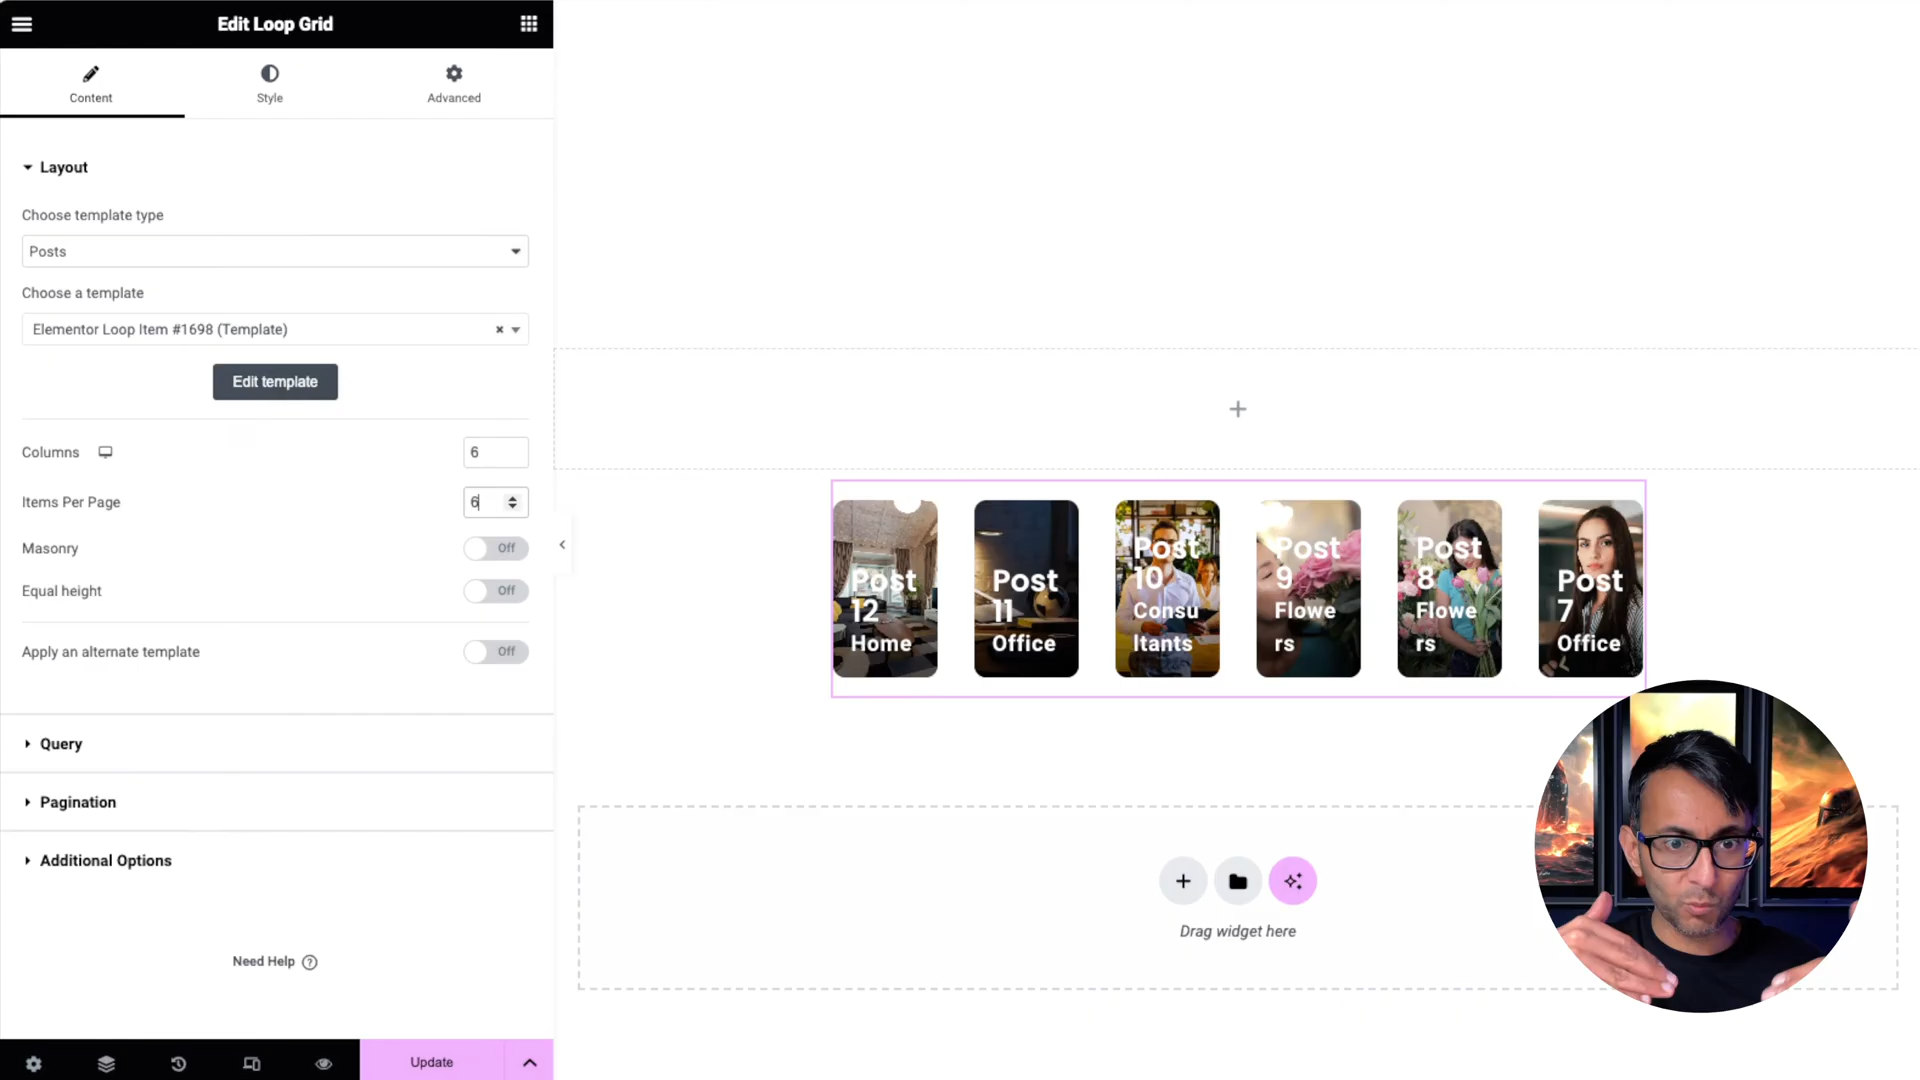 Edit Loop Grid
Content
Style
Advanced
Layout
Choose template type
Posts
Choose a template
Elementor Loop Item #1698 (Template)
Edit template
Columns
6
Items Per Page
6
Masonry
Off
Equal height
Off
Apply an alternate template
Off
Query
Pagination
Additional Options
Need Help
Update
Post
12
Home
Post
11
Office
Post
10
Consu
ltants
Post
9
Flowe
rs
Post
8
Flowe
rs
Post
7
Office
Drag widget here